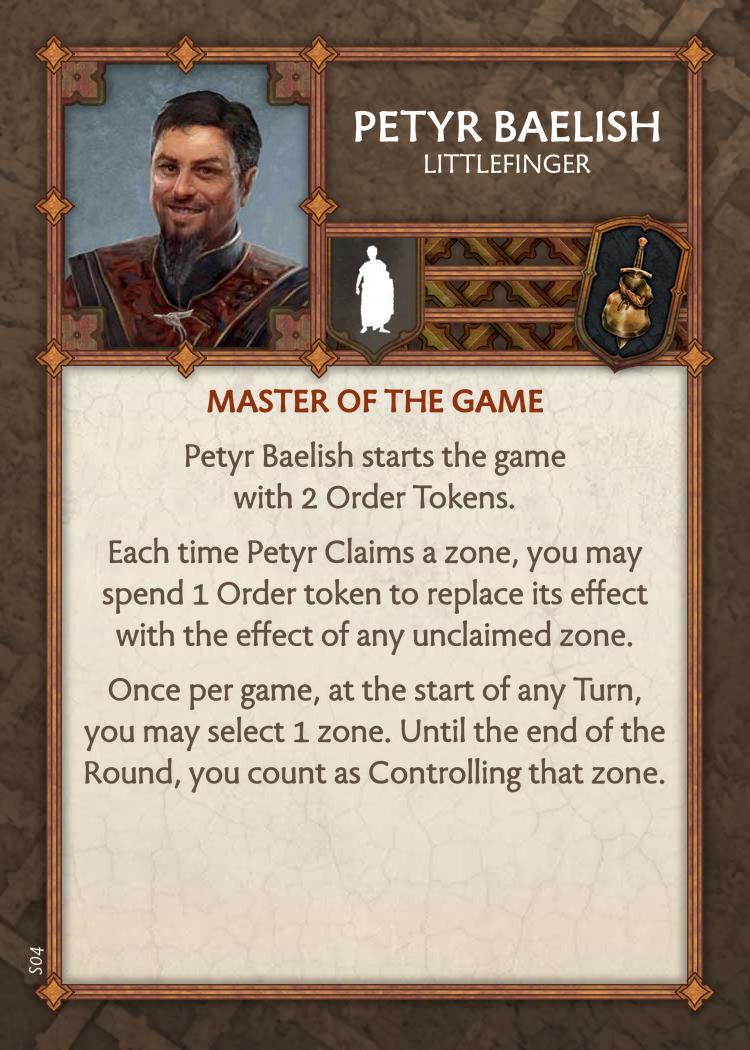 PETYR BAELISH
LITTLEFINGER
MASTER OF THE GAME
Petyr Baelish starts the game
with 2 Order Tokens.
Each time Petyr Claims a zone, you may
spend 1 Order token to replace its effect
with the effect of any unclaimed zone.
Once per game, at the start of any Turn,
you may select 1 zone. Until the end of the
Round, you count as Controlling that zone.
S04